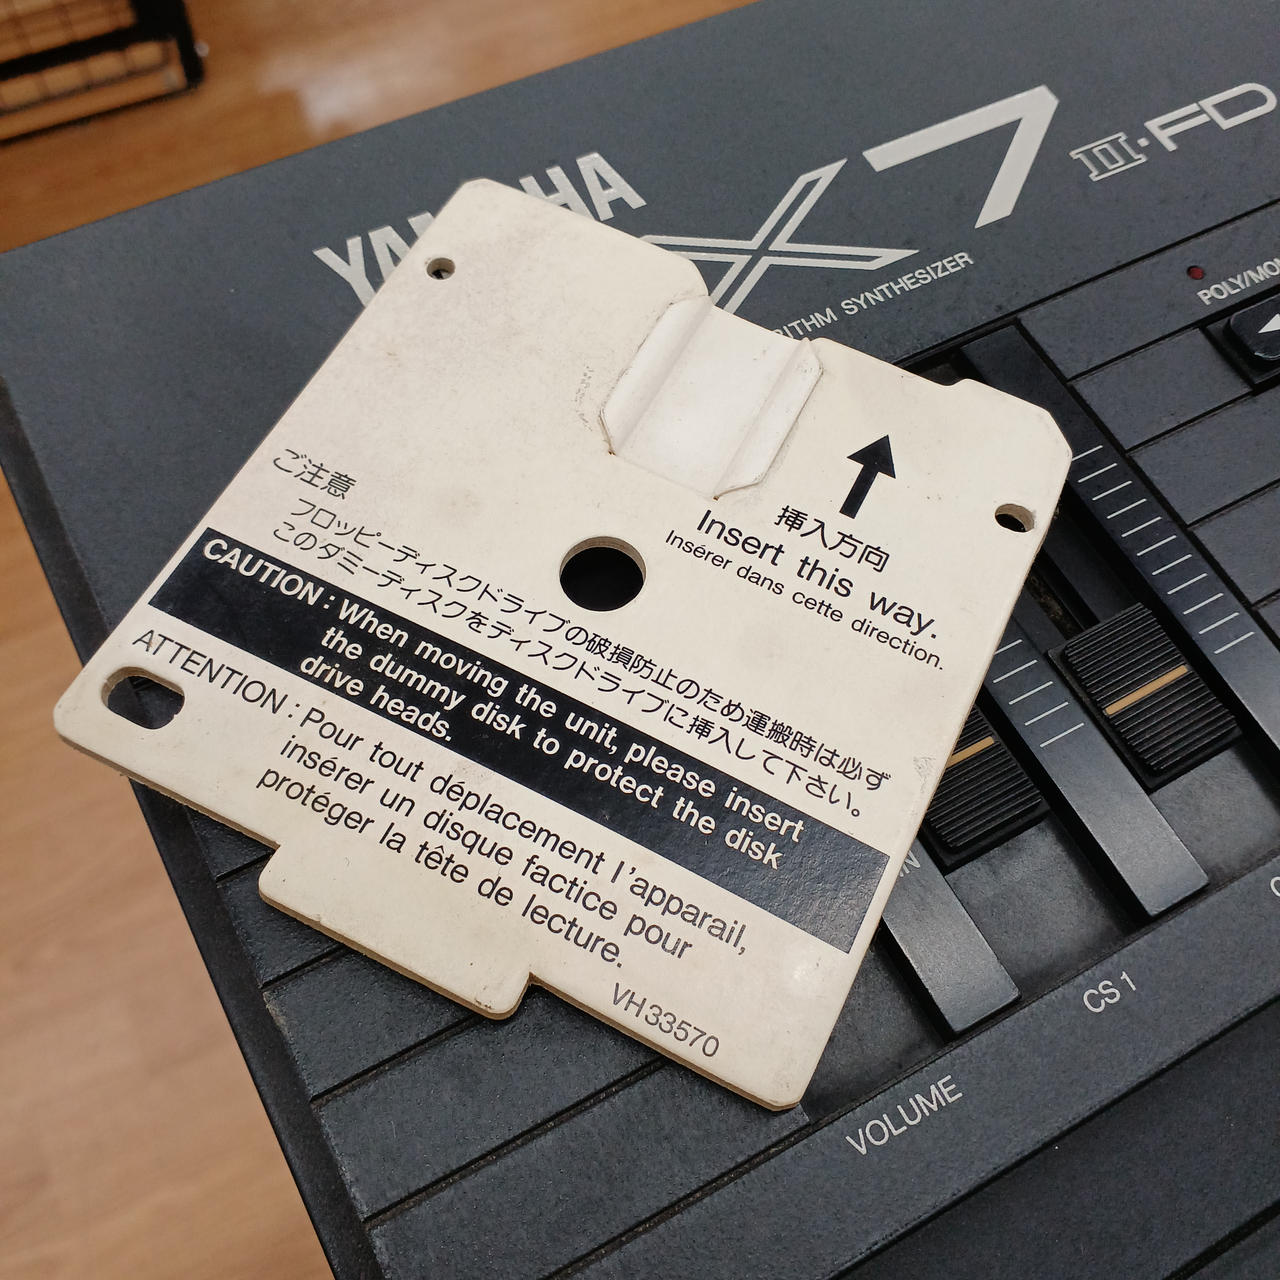 YAMAHA
X7 II·FD
RITHM SYNTHESIZER
POLY/MO
挿入方向
Insert this way.
Insérer dans cette direction.
ご注意
フロッピーディスクドライブの破損防止のため運搬時は必ず
このダミーディスクをディスクドライブに挿入して下さい。
CAUTION : When moving the unit, please insert
the dummy disk to protect the disk
drive heads.
ATTENTION : Pour tout déplacement l'appareil,
insérer un disque factice pour
protéger la tête de lecture.
VH33570
CS 1
VOLUME